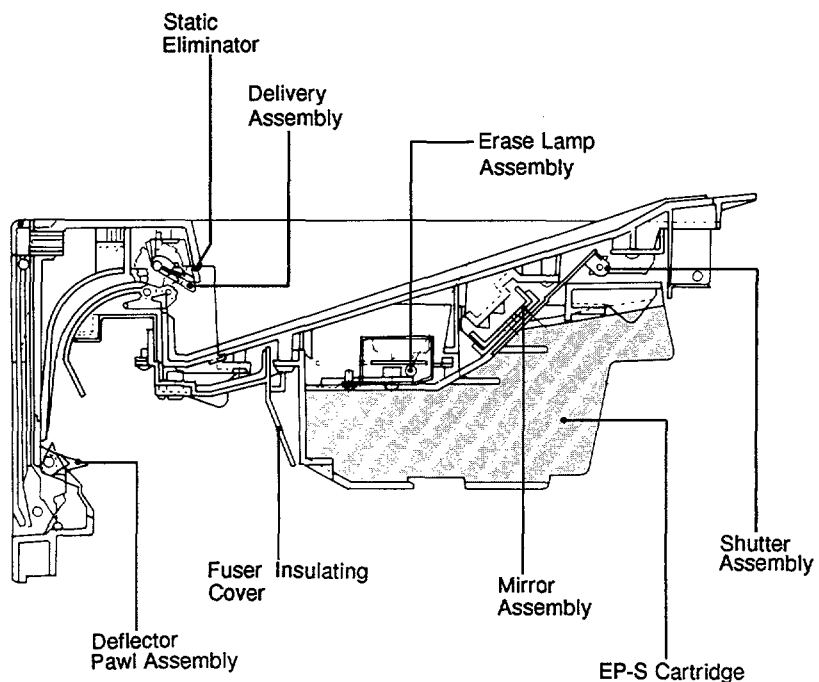 Static
Eliminator
Delivery
Assembly
Erase Lamp
Assembly
Shutter
Assembly
Fuser Insulating
Cover
Mirror
Assembly
Deflector
Pawl Assembly
EP-S Cartridge